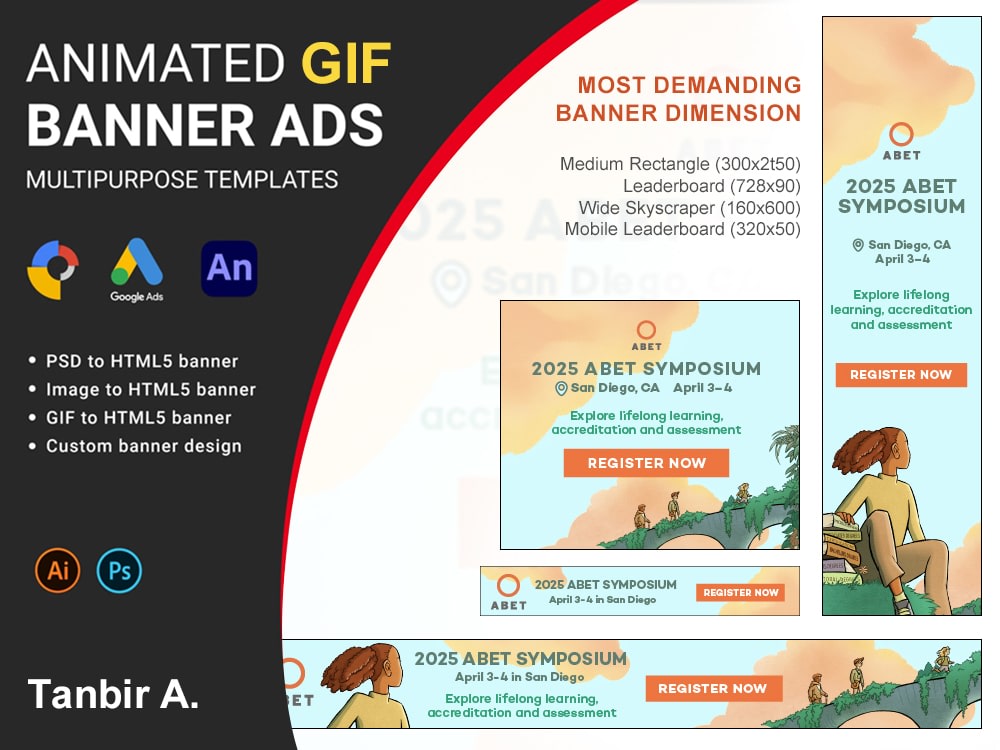 ANIMATED GIF
BANNER ADS
MULTIPURPOSE TEMPLATES
Google Ads
An
• PSD to HTML5 banner
• Image to HTML5 banner
• GIF to HTML5 banner
• Custom banner design
Ai
Ps
Tanbir A.
MOST DEMANDING
BANNER DIMENSION
Medium Rectangle (300x2t50)
Leaderboard (728x90)
Wide Skyscraper (160x600)
Mobile Leaderboard (320x50)
025 A
San Die
ABET
2025 ABET SYMPOSIUM
San Diego, CA April 3–4
Explore lifelong learning,
accreditation and assessment
REGISTER NOW
ABET
2025 ABET
SYMPOSIUM
San Diego, CA
April 3–4
Explore lifelong
learning, accreditation
and assessment
REGISTER NOW
ABET
2025 ABET SYMPOSIUM
April 3-4 in San Diego
REGISTER NOW
BET
2025 ABET SYMPOSIUM
April 3-4 in San Diego
Explore lifelong learning,
accreditation and assessment
REGISTER NOW